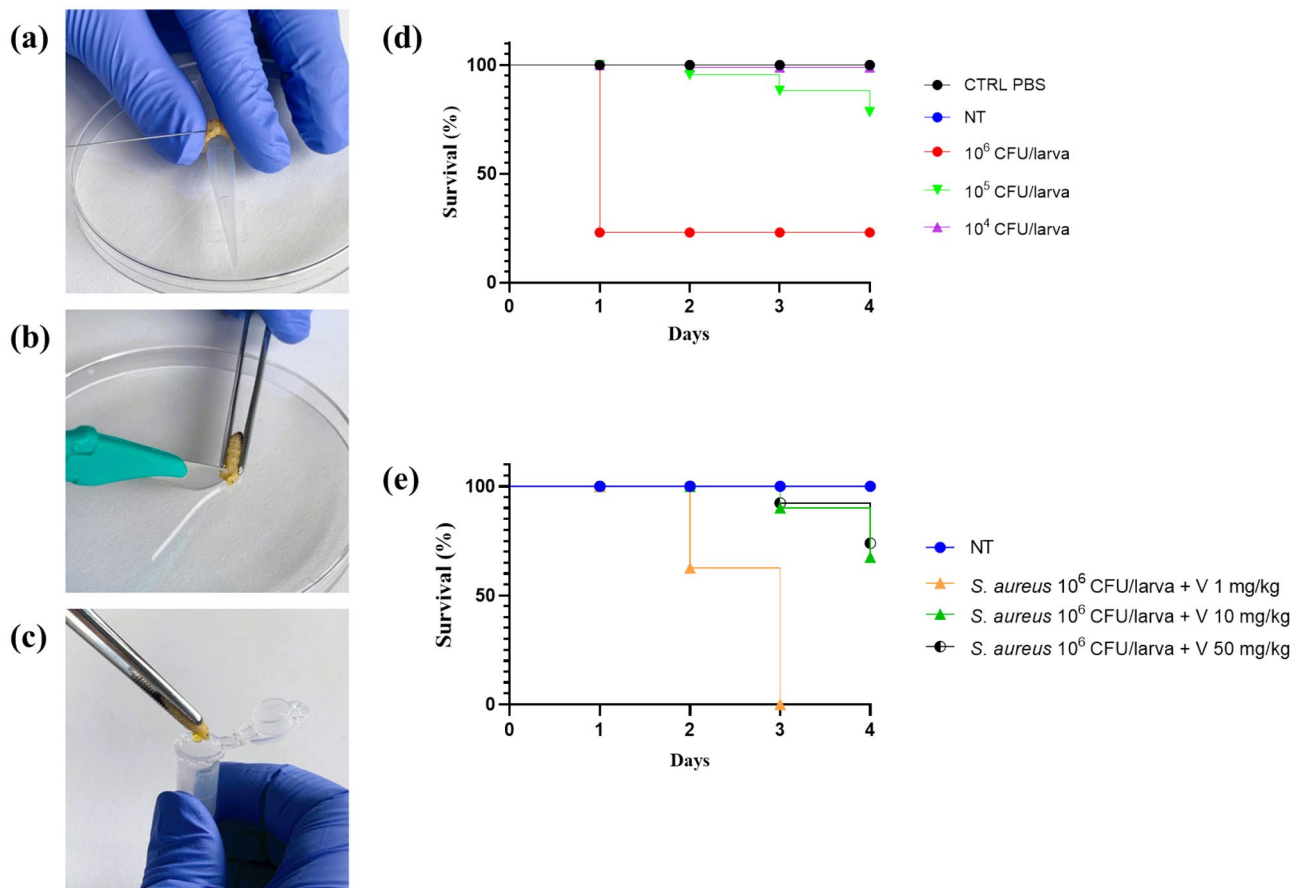 (a)
(b)
(c)
(d)
Survival (%)
100
50
0
0 1 2 3 4
Days
CTRL PBS
NT
10⁶ CFU/larva
10⁵ CFU/larva
10⁴ CFU/larva
(e)
Survival (%)
100
50
0
0 1 2 3 4
Days
NT
S. aureus 10⁶ CFU/larva + V 1 mg/kg
S. aureus 10⁶ CFU/larva + V 10 mg/kg
S. aureus 10⁶ CFU/larva + V 50 mg/kg